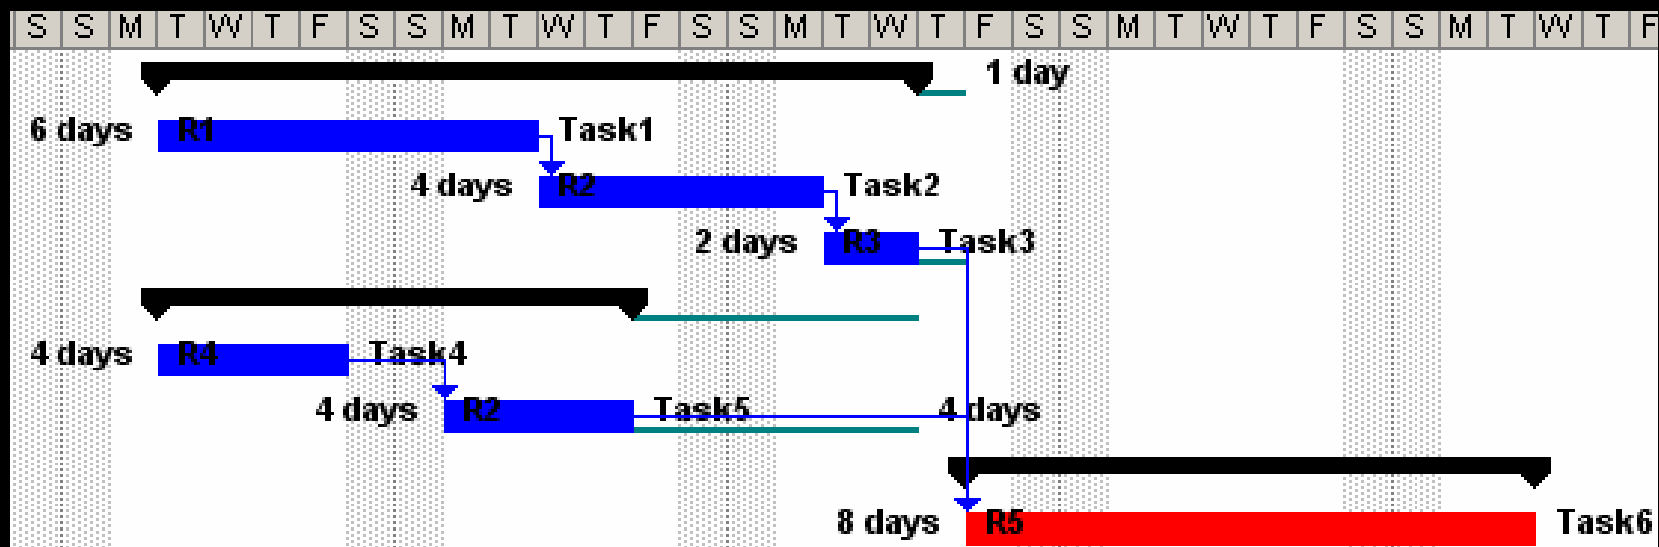 S S M T W T F S S M T W T F S S M T W T F S S M T W T F S S M T W T F
1 day
6 days R1 Task1
4 days R2 Task2
2 days R3 Task3
4 days R4 Task4
4 days R2 Task5 4 days
8 days R5 Task6